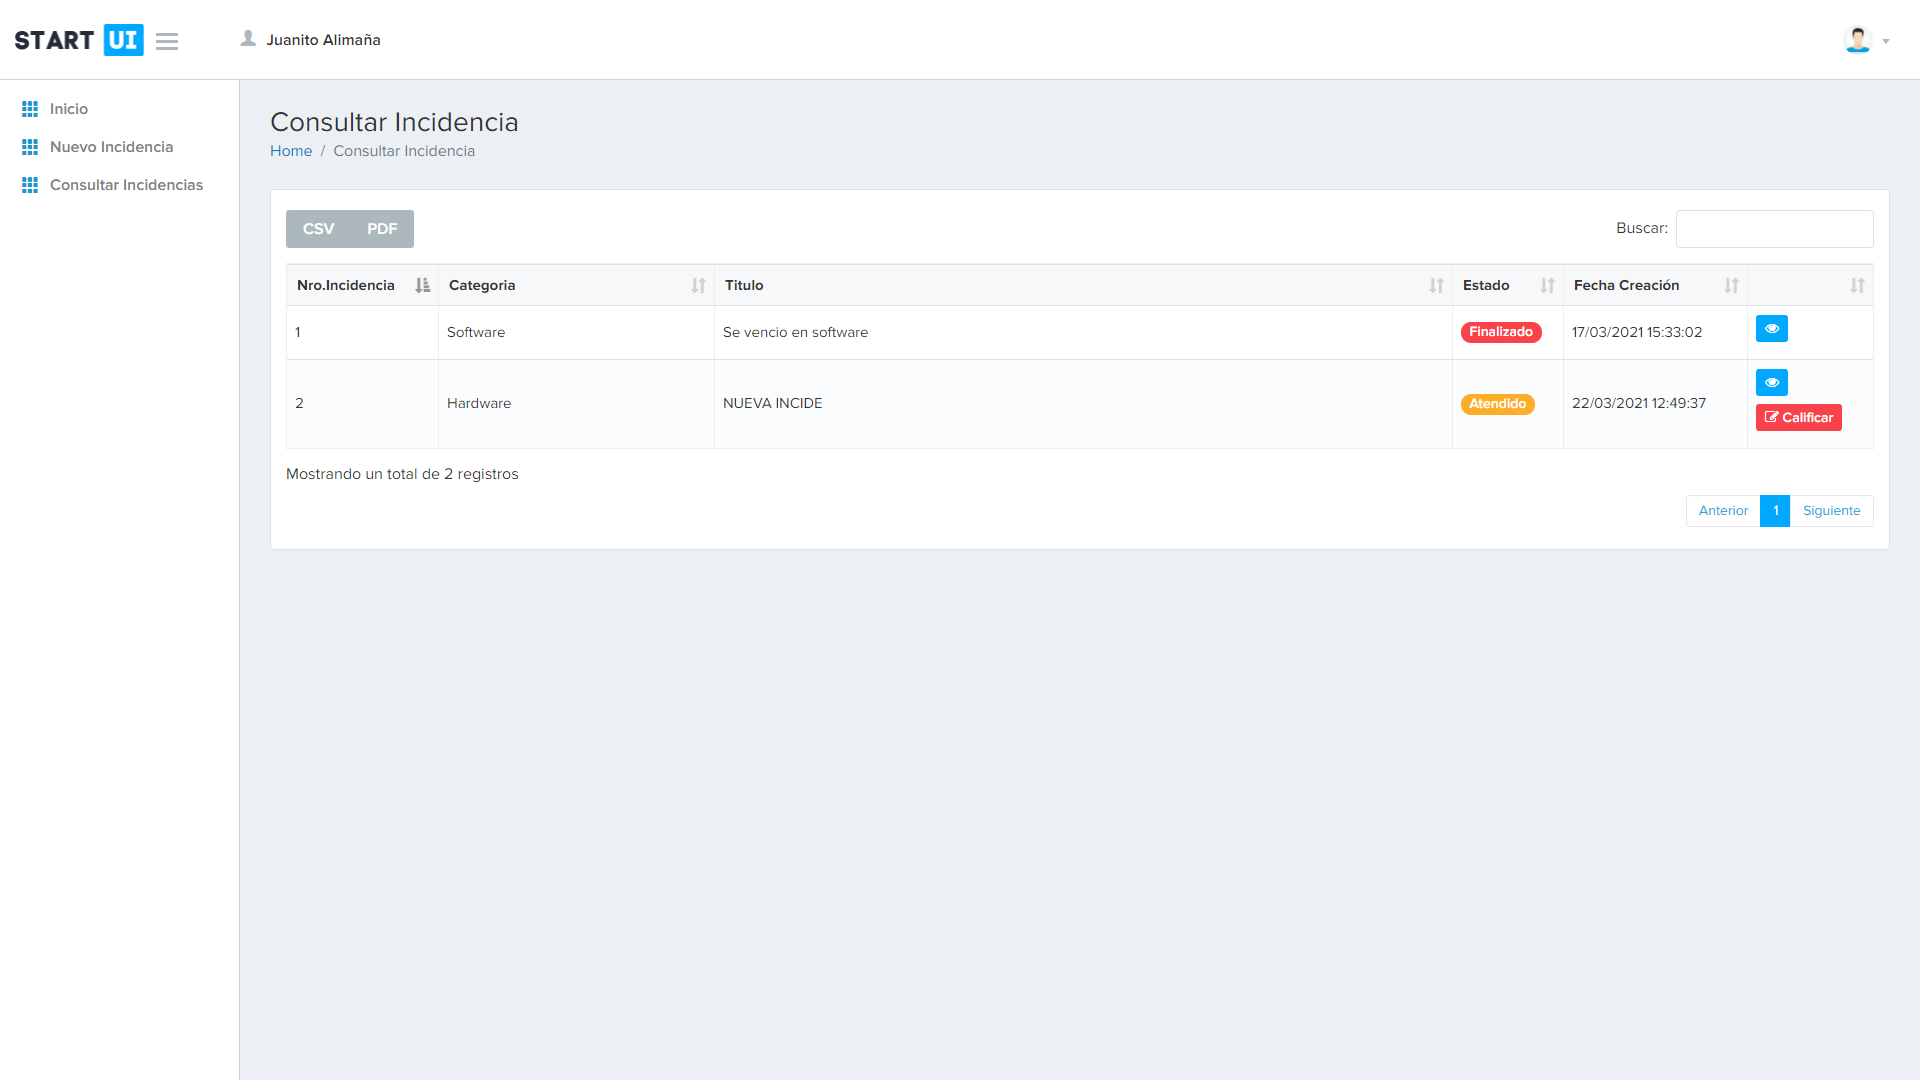 START UI
Juanito Alimaña
Inicio
Nuevo Incidencia
Consultar Incidencias
Consultar Incidencia
Home / Consultar Incidencia
CSV PDF
Buscar:
Nro.Incidencia Categoria Titulo Estado Fecha Creación
1 Software Se vencio en software Finalizado 17/03/2021 15:33:02
2 Hardware NUEVA INCIDE Atendido 22/03/2021 12:49:37
Calificar
Mostrando un total de 2 registros
Anterior 1 Siguiente